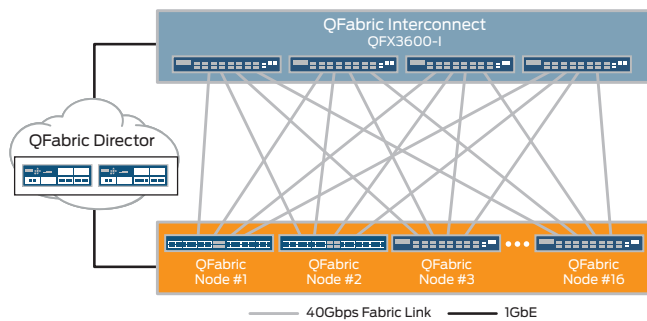 QFabric Interconnect
QFX3600-I
QFabric Director
QFabric
Node #1
QFabric
Node #2
QFabric
Node #3
QFabric
Node #16
40Gbps Fabric Link
1GbE